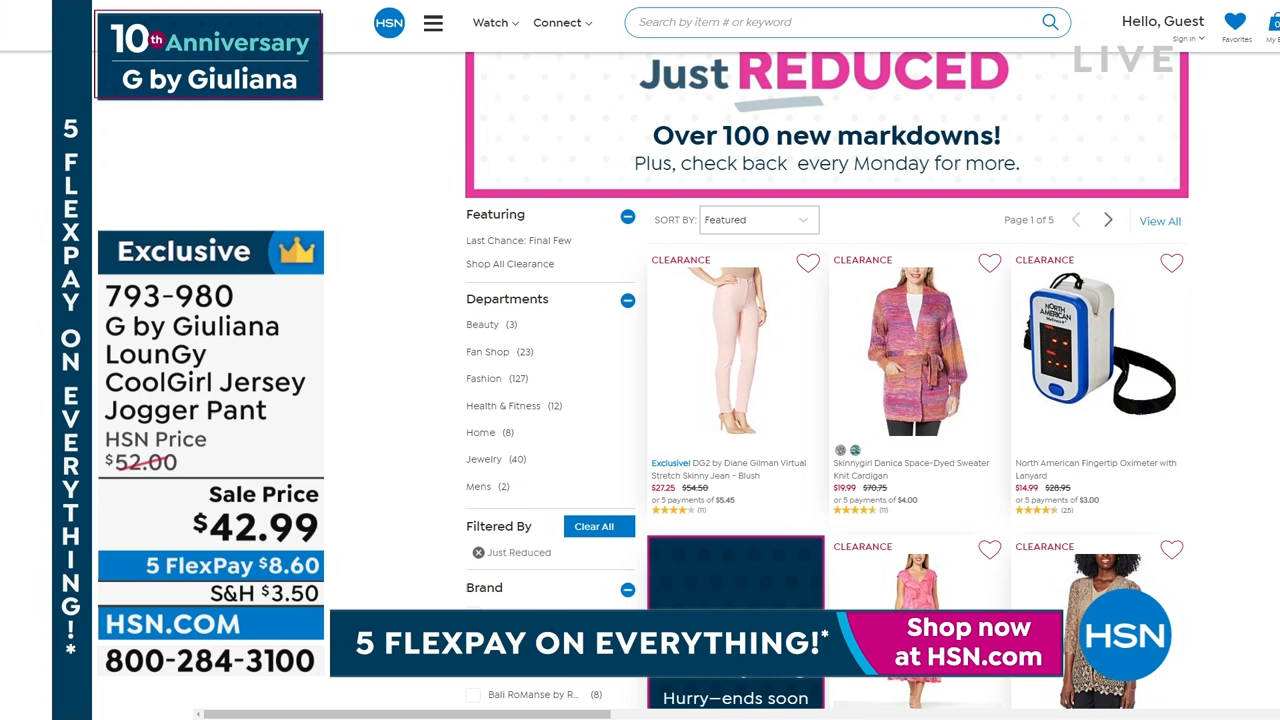 10th Anniversary
G by Giuliana
5 FLEXPAY ON EVERYTHING!*
Exclusive
793-980
G by Giuliana
LounGy
CoolGirl Jersey
Jogger Pant
HSN Price
$52.00
Sale Price
$42.99
5 FlexPay $8.60
S&H $3.50
HSN.COM
800-284-3100
HSN
Watch
Connect
Search by item # or keyword
Hello, Guest
Sign In
Favorites
0
LIVE
Just REDUCED
Over 100 new markdowns!
Plus, check back every Monday for more.
Featuring
Last Chance: Final Few
Shop All Clearance
Departments
Beauty (3)
Fan Shop (23)
Fashion (127)
Health & Fitness (12)
Home (8)
Jewelry (40)
Mens (2)
Filtered By
Clear All
Just Reduced
Brand
Bali RoManse by R... (8)
SORT BY: Featured
Page 1 of 5
View All
CLEARANCE
Exclusive! DG2 by Diane Gilman Virtual
Stretch Skinny Jean - Blush
$27.25 $54.50
or 5 payments of $5.45
(11)
CLEARANCE
Skinnygirl Danica Space-Dyed Sweater
Knit Cardigan
$19.99 $70.75
or 5 payments of $4.00
(11)
CLEARANCE
NORTH
AMERICAN
Wellness
North American Fingertip Oximeter with
Lanyard
$14.99 $28.95
or 5 payments of $3.00
(25)
CLEARANCE
CLEARANCE
5 FLEXPAY ON EVERYTHING!*
Shop now
at HSN.com
HSN
Hurry—ends soon